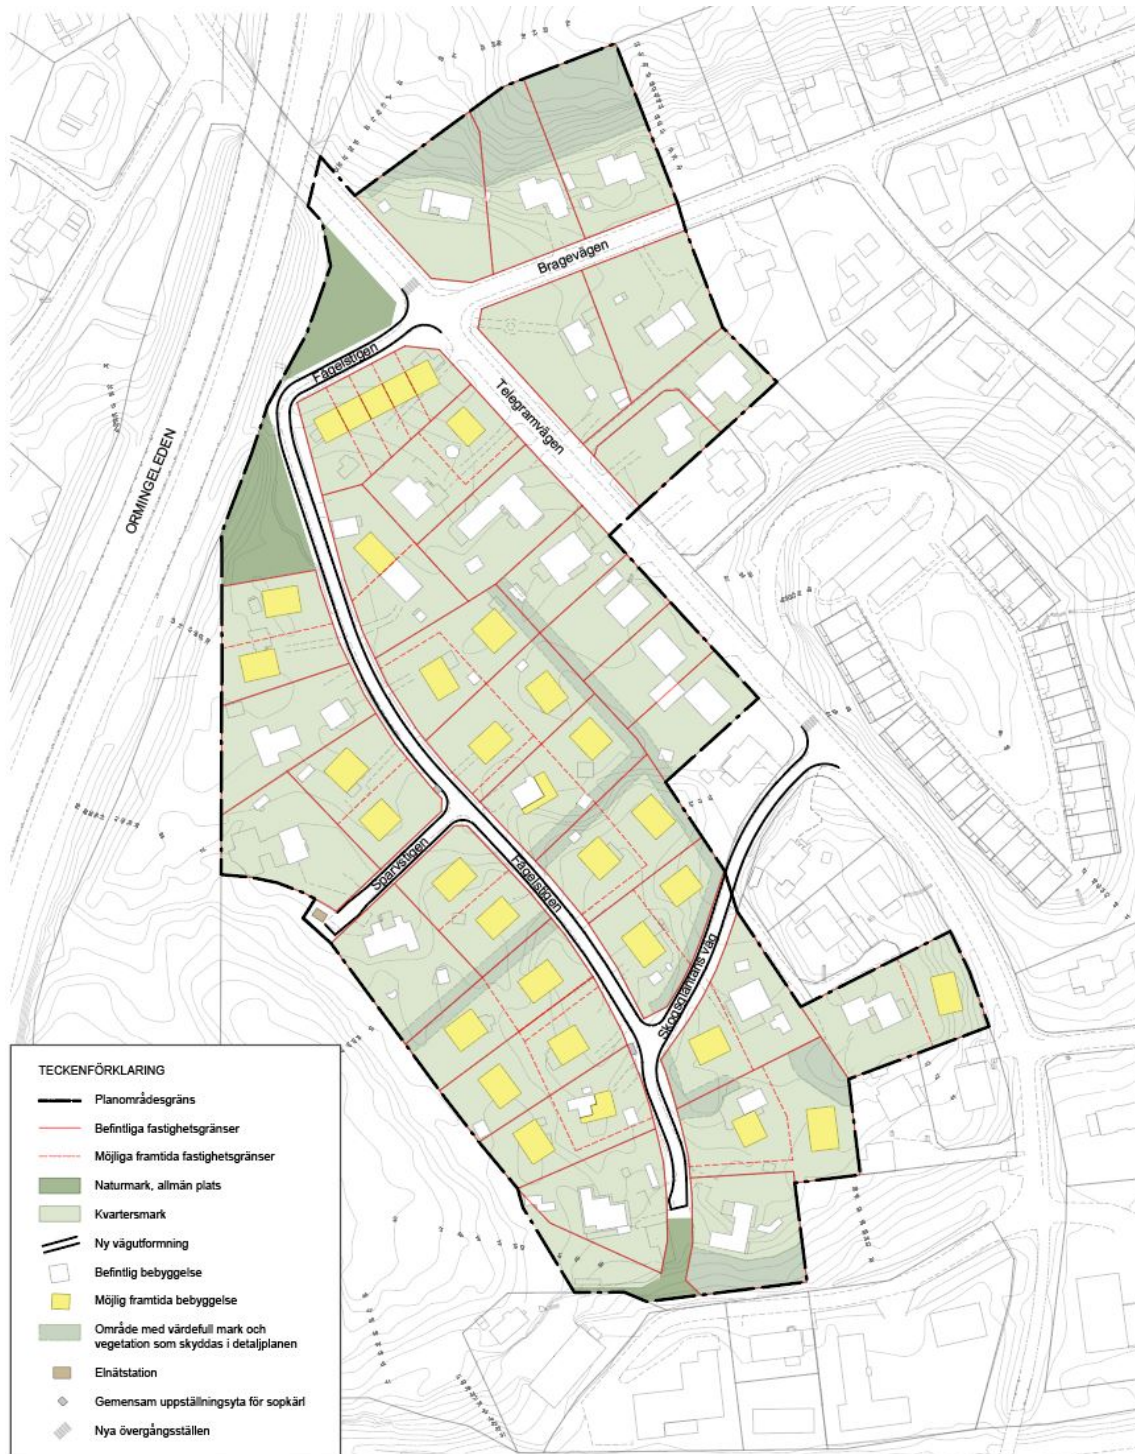 Bragevägen
Fågelstigen
Telegramvägen
ORMINGELEDEN
Sparvstigen
Fågelstigen
Skogsgläntans väg
TECKENFÖRKLARING
Planområdesgräns
Befintliga fastighetsgränser
Möjliga framtida fastighetsgränser
Naturmark, allmän plats
Kvartersmark
Ny vägutformning
Befintlig bebyggelse
Möjlig framtida bebyggelse
Område med värdefull mark och
vegetation som skyddas i detaljplanen
Elnätstation
Gemensam uppställningsyta för sopkärl
Nya övergångsställen